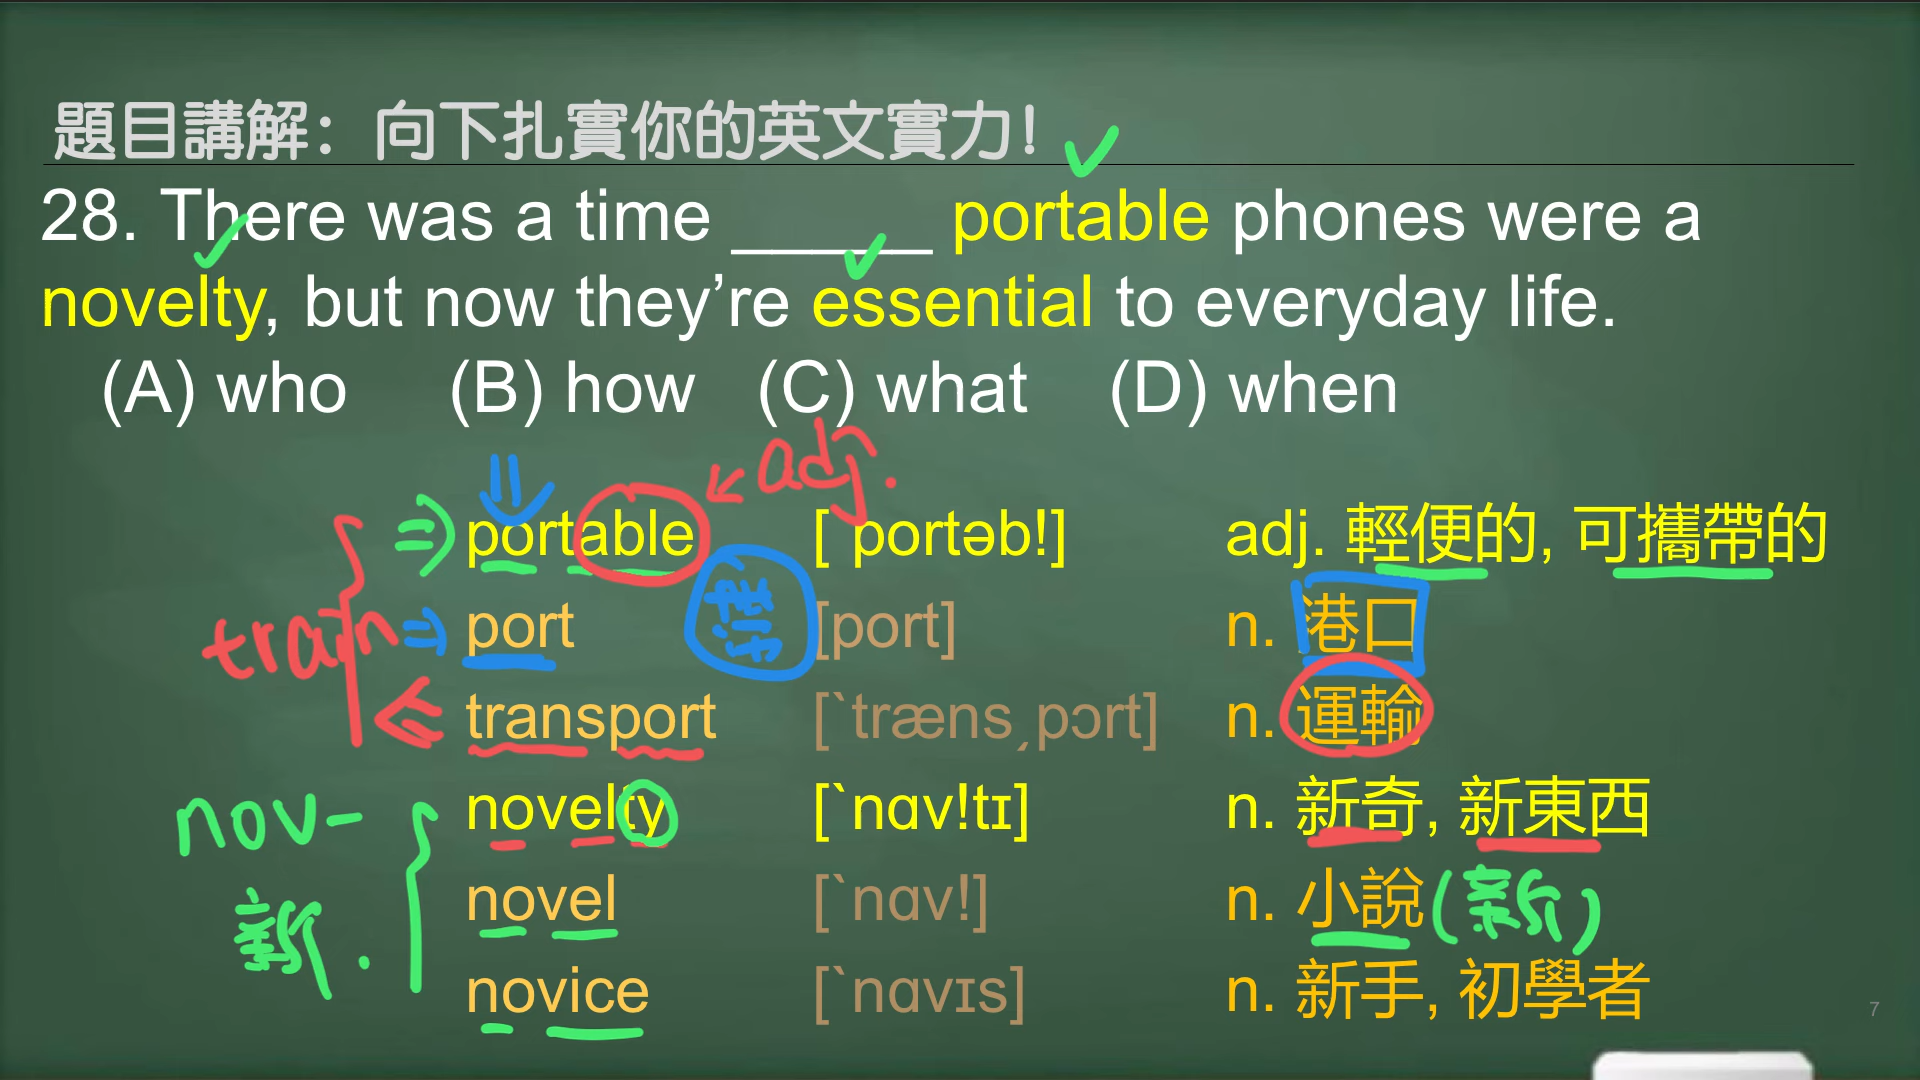 題目講解：向下扎實你的英文實力！
28. There was a time ______ portable phones were a
novelty, but now they’re essential to everyday life.
(A) who (B) how (C) what (D) when
adj.
portable [ˋportəb!] adj. 輕便的, 可攜帶的
train 帶
port [port] n. 港口
transport [ˋtræns͵pɔrt] n. 運輸
nov- novelty [ˋnɑv!tɪ] n. 新奇, 新東西
新. novel [ˋnɑv!] n. 小說 (新)
novice [ˋnɑvɪs] n. 新手, 初學者
7